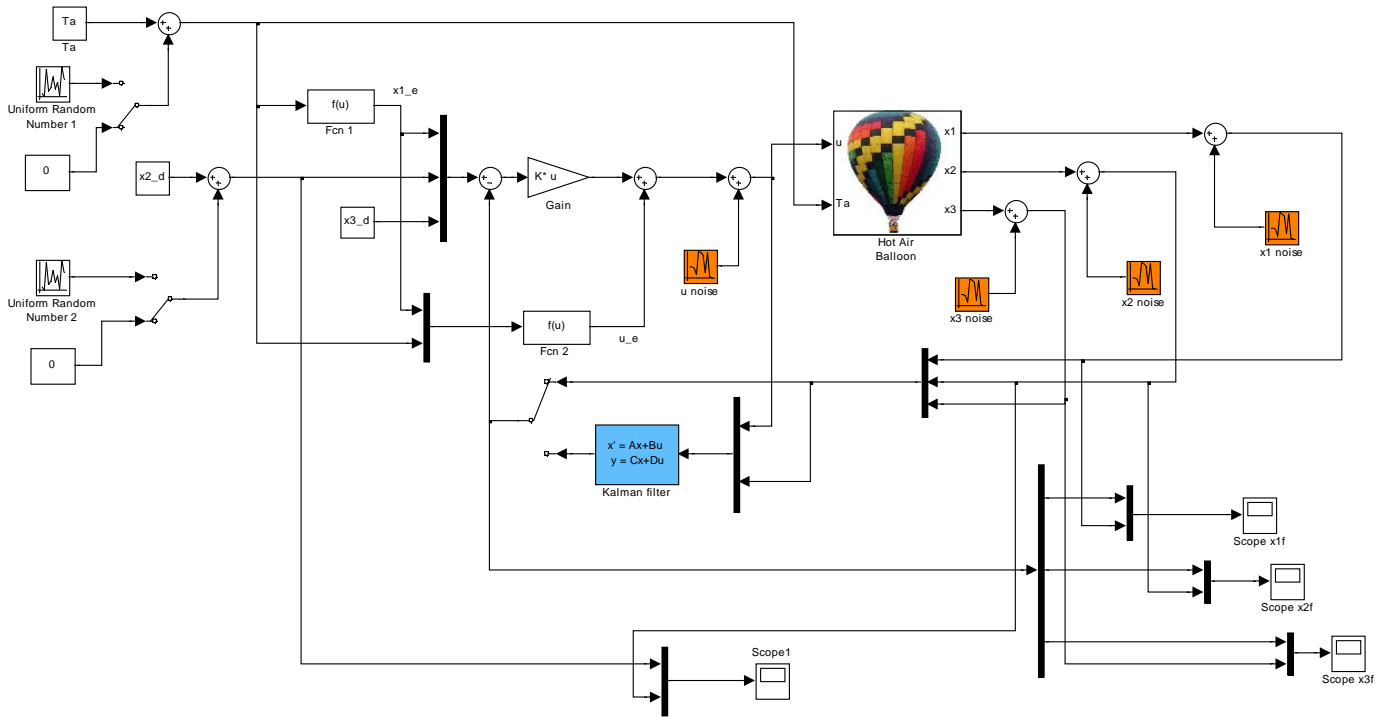 Ta
Ta
Uniform Random
Number 1
0
f(u)
Fcn 1
x1_e
x2_d
x3_d
K* u
Gain
u
Ta
x1
x2
x3
Hot Air
Balloon
x1 noise
x2 noise
x3 noise
u noise
Uniform Random
Number 2
0
f(u)
Fcn 2
u_e
x' = Ax+Bu
y = Cx+Du
Kalman filter
Scope x1f
Scope x2f
Scope x3f
Scope1